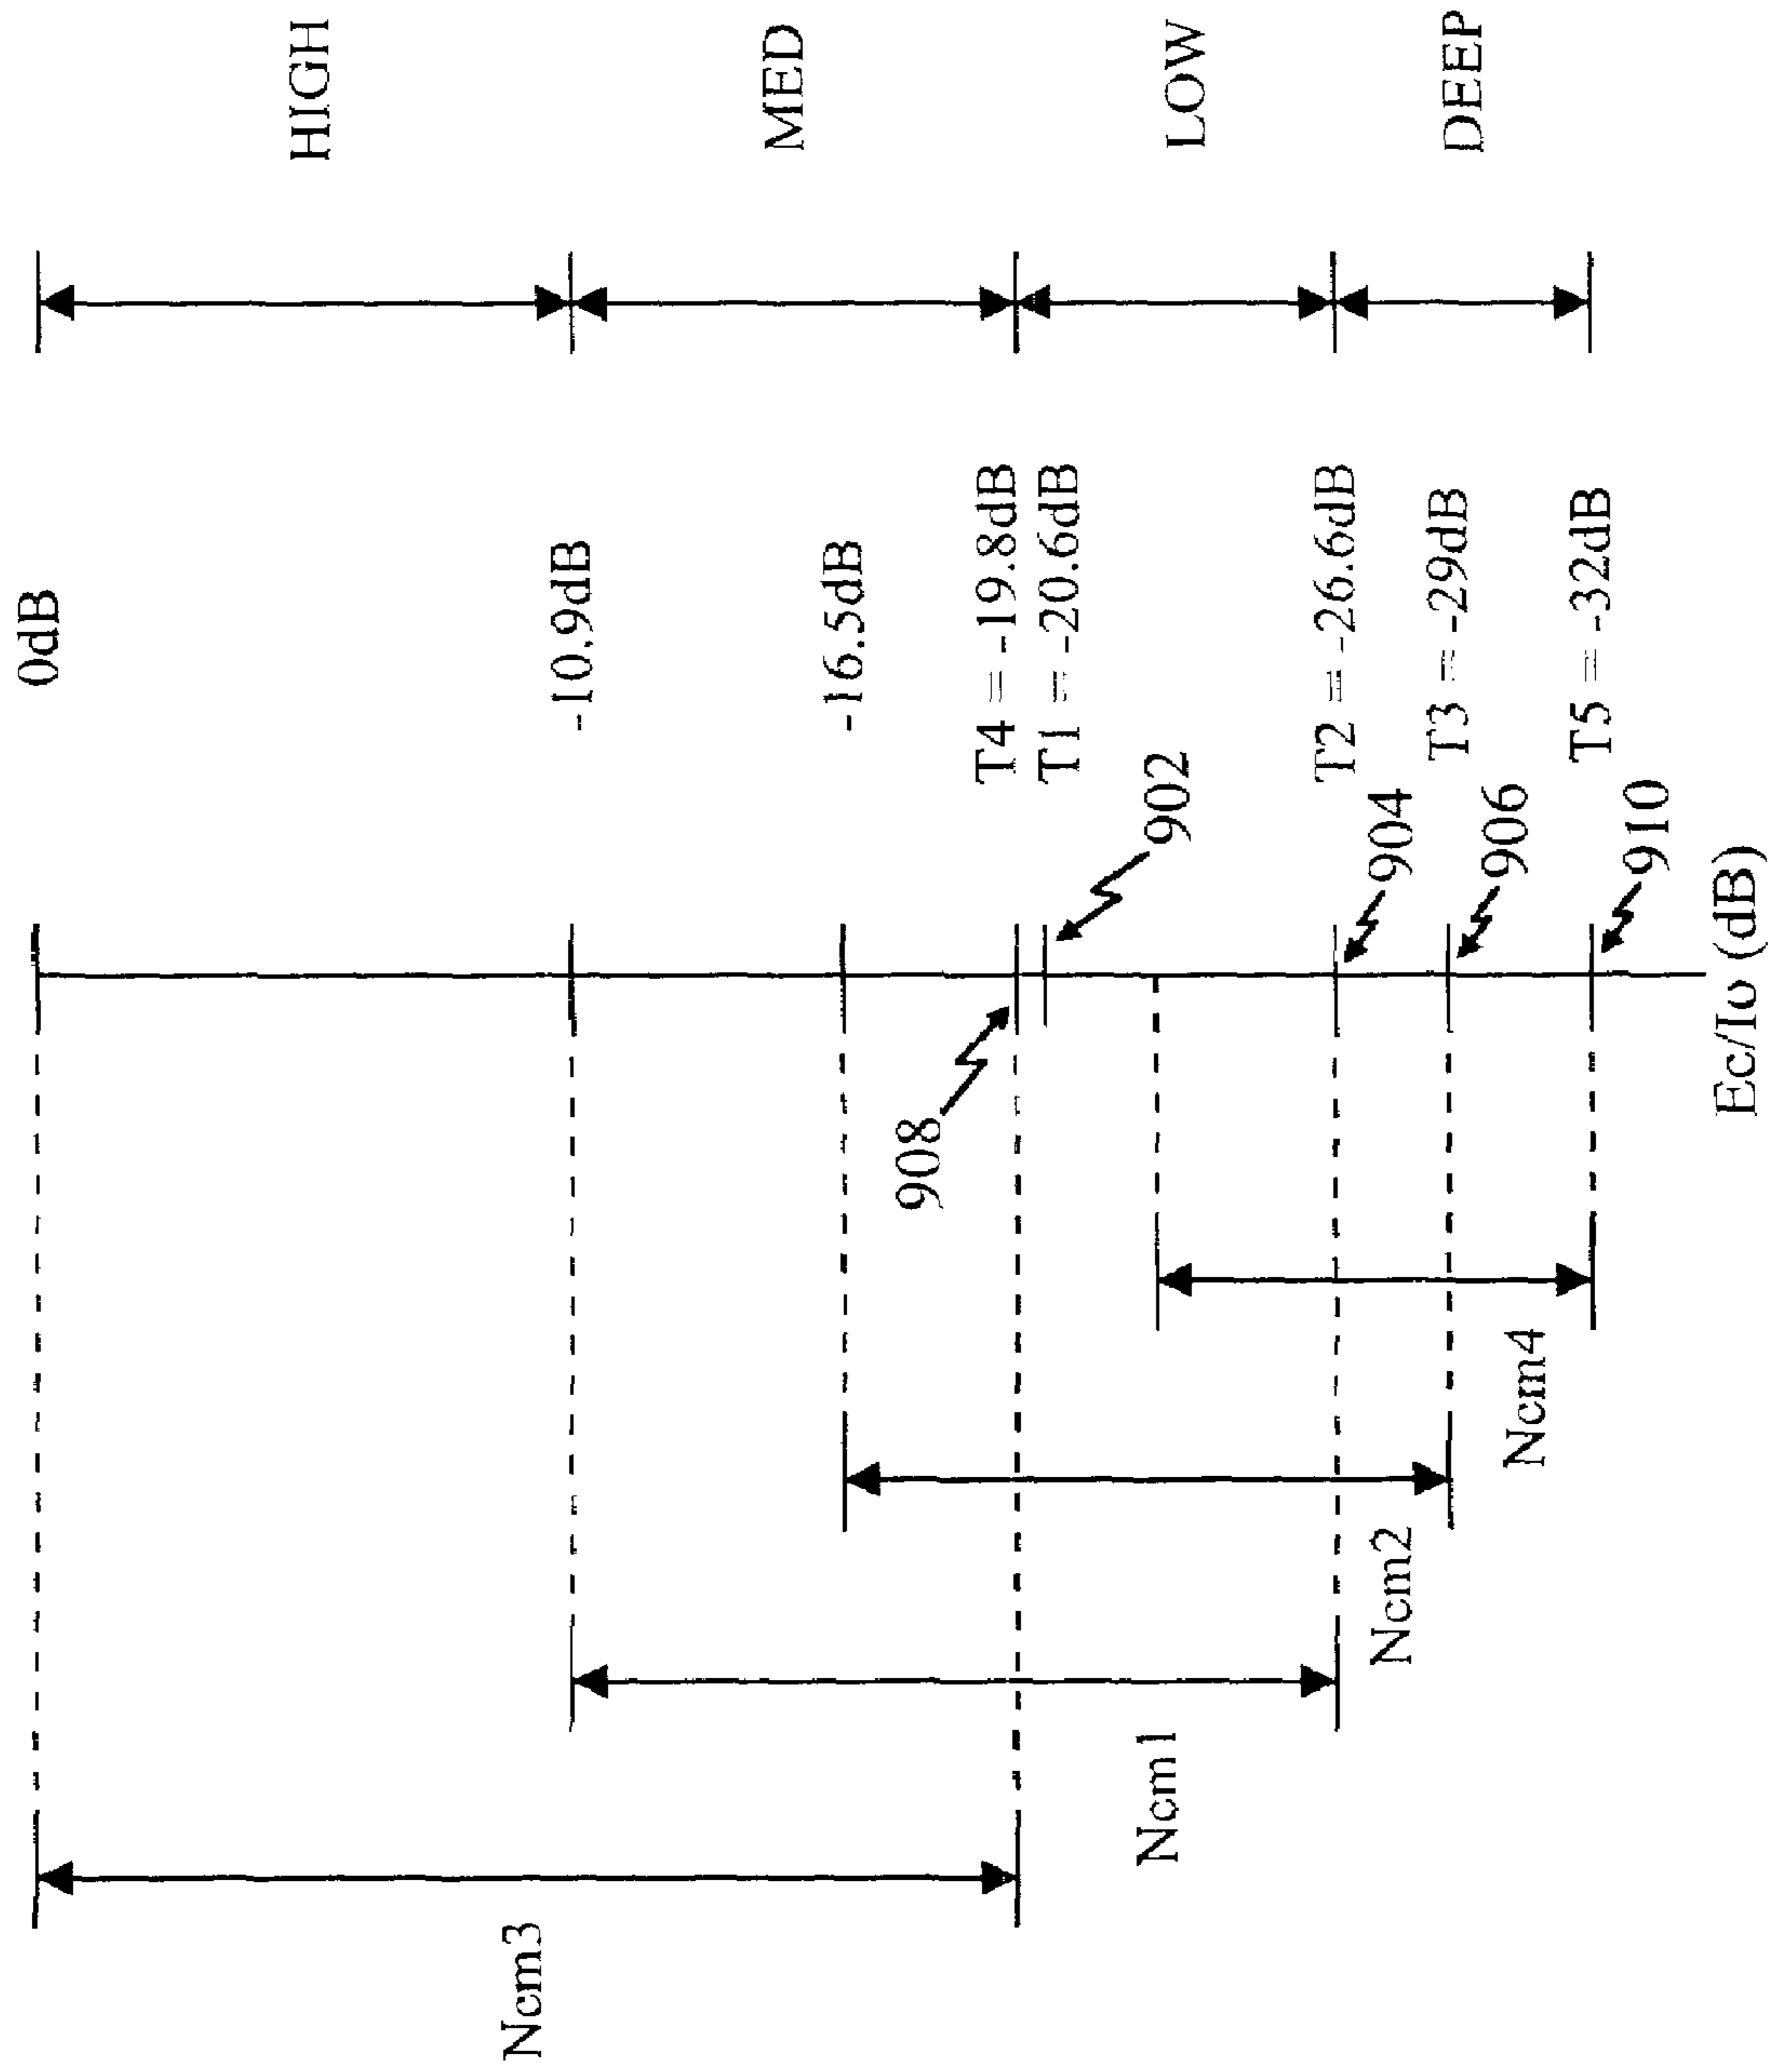 HIGH
MED
LOW
DEEP
0dB
-10.9dB
-16.5dB
T4 = -19.8dB
T1 = -20.6dB
T2 = -26.6dB
T3 = -29dB
T5 = -32dB
902
904
906
910
908
Ec/Io (dB)
Ncm4
Ncm2
Ncm1
Ncm3